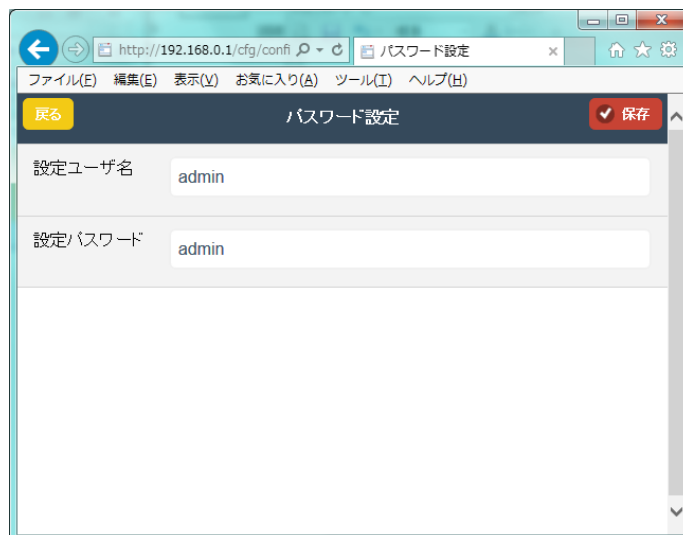 http://192.168.0.1/cfg/confi パスワード設定
ファイル(F) 編集(E) 表示(V) お気に入り(A) ツール(T) ヘルプ(H)
戻る パスワード設定 保存
設定ユーザ名 admin
設定パスワード admin